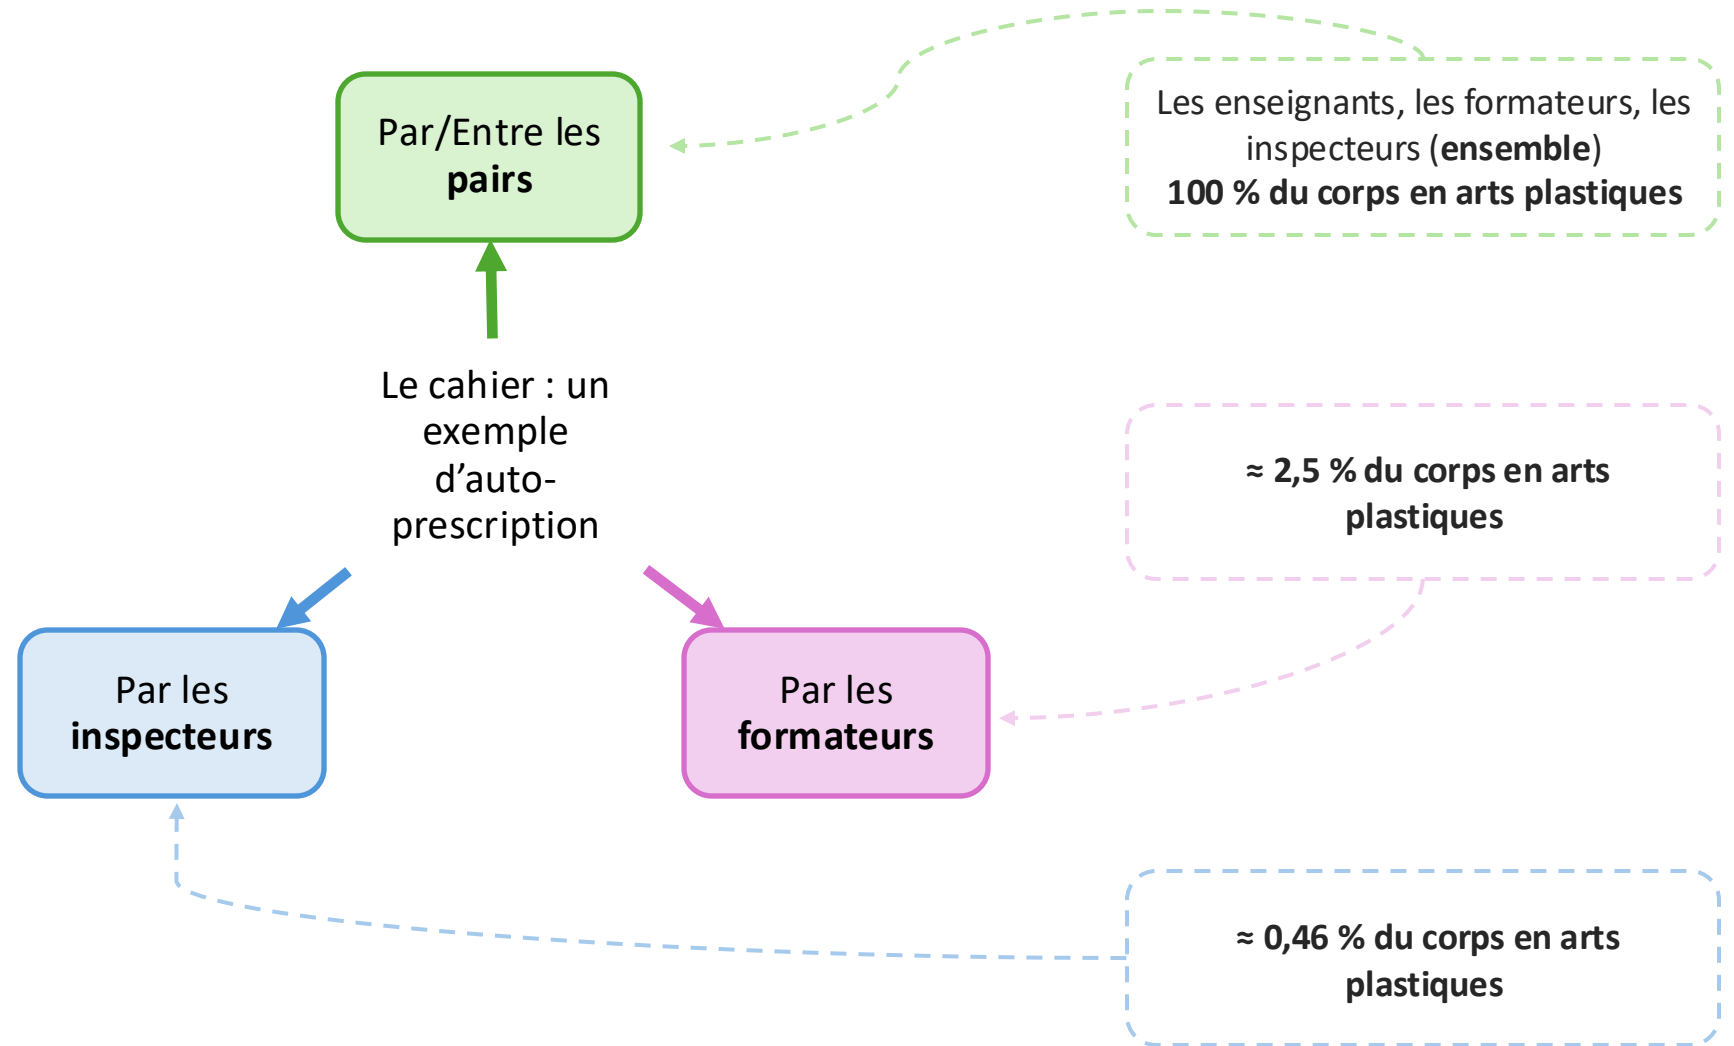 Par/Entre les
pairs
Les enseignants, les formateurs, les
inspecteurs (ensemble)
100 % du corps en arts plastiques
Le cahier : un
exemple
d’auto-
prescription
≈ 2,5 % du corps en arts
plastiques
Par les
inspecteurs
Par les
formateurs
≈ 0,46 % du corps en arts
plastiques